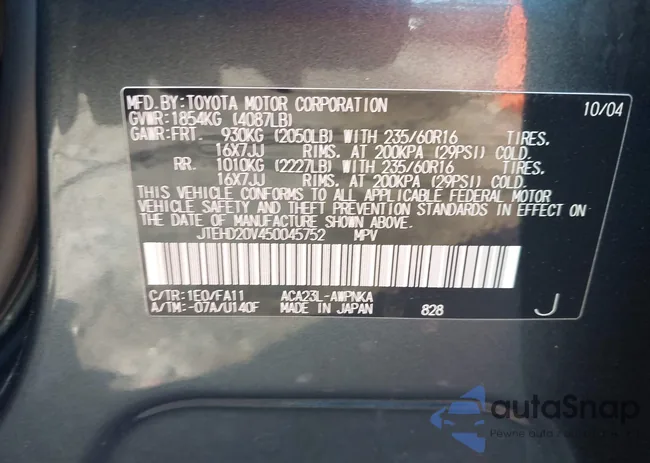 MFD.BY:TOYOTA MOTOR CORPORATION 10/04
GVWR:1854KG (4087LB)
GAWR:FRT. 930KG (2050LB) WITH 235/60R16 TIRES,
16X7JJ RIMS, AT 200KPA (29PSI) COLD.
RR. 1010KG (2227LB) WITH 235/60R16 TIRES,
16X7JJ RIMS, AT 200KPA (29PSI) COLD.
THIS VEHICLE CONFORMS TO ALL APPLICABLE FEDERAL MOTOR
VEHICLE SAFETY AND THEFT PREVENTION STANDARDS IN EFFECT ON
THE DATE OF MANUFACTURE SHOWN ABOVE.
JTEHD20V450045752 MPV
C/TR:1E0/FA11 ACA23L-AWPNKA
A/TM:-07A/U140F MADE IN JAPAN 828 J
autaSnap
Pewne auto z